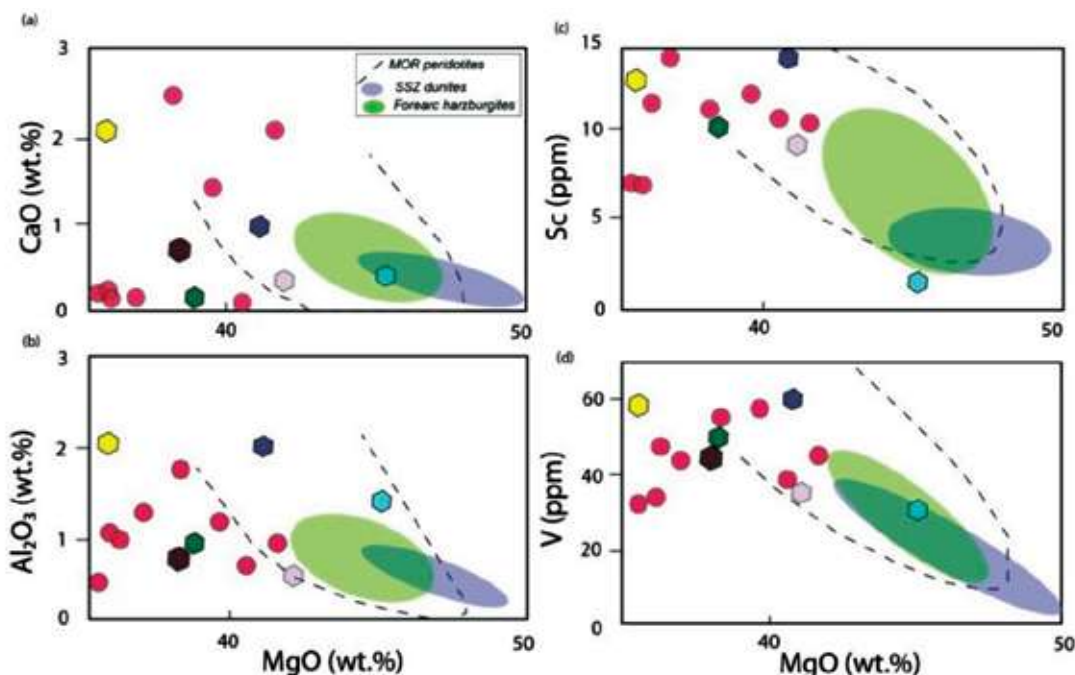 (a)
3
2
1
0
CaO (wt.%)
40
50
MOR peridotites
SSZ dunites
Forearc harzburgites
(c)
15
10
5
0
Sc (ppm)
40
50
(b)
3
2
1
0
Al₂O₃ (wt.%)
40
50
MgO (wt.%)
(d)
60
40
20
0
V (ppm)
40
50
MgO (wt.%)